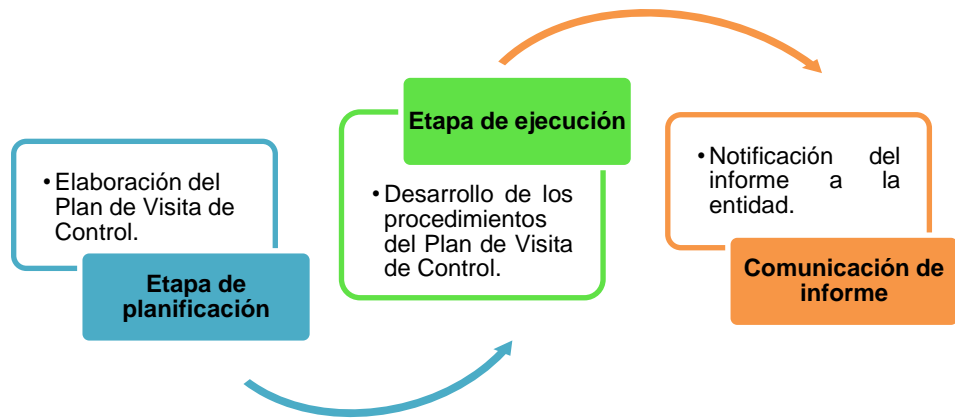 • Elaboración del
Plan de Visita de
Control.
Etapa de
planificación
Etapa de ejecución
• Desarrollo de los
procedimientos
del Plan de Visita
de Control.
• Notificación del
informe a la
entidad.
Comunicación de
informe